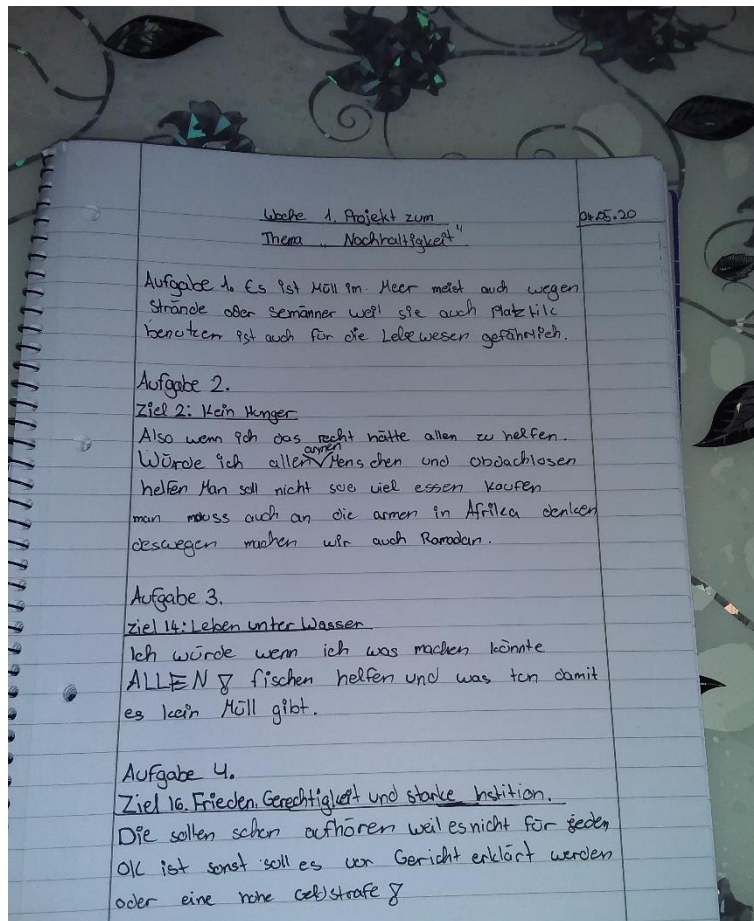 Woche 1. Projekt zum
04.05.20
Thema „Nachhaltigkeit"
Aufgabe 1. Es ist Müll im Meer meist auch wegen
Strände oder Semänner weil sie auch Platztik
benutzen ist auch für die Lebewesen gefährlich.
Aufgabe 2.
Ziel 2: Kein Hunger
Also wenn ich das recht hätte allen zu helfen.
Würde ich allen armen Menschen und obdachlosen
helfen Man soll nicht soo viel essen kaufen
man muss auch an die armen in Afrika denken
deswegen machen wir auch Ramadan.
Aufgabe 3.
Ziel 14: Leben unter Wasser
Ich würde wenn ich was machen könnte
ALLEN! fischen helfen und was tun damit
es kein Müll gibt.
Aufgabe 4.
Ziel 16. Frieden, Gerechtigkeit und starke Instition.
Die sollen schon aufhören weil es nicht für jeden
OK ist sonst soll es vor Gericht erklärt werden
oder eine hohe Geldstrafe!